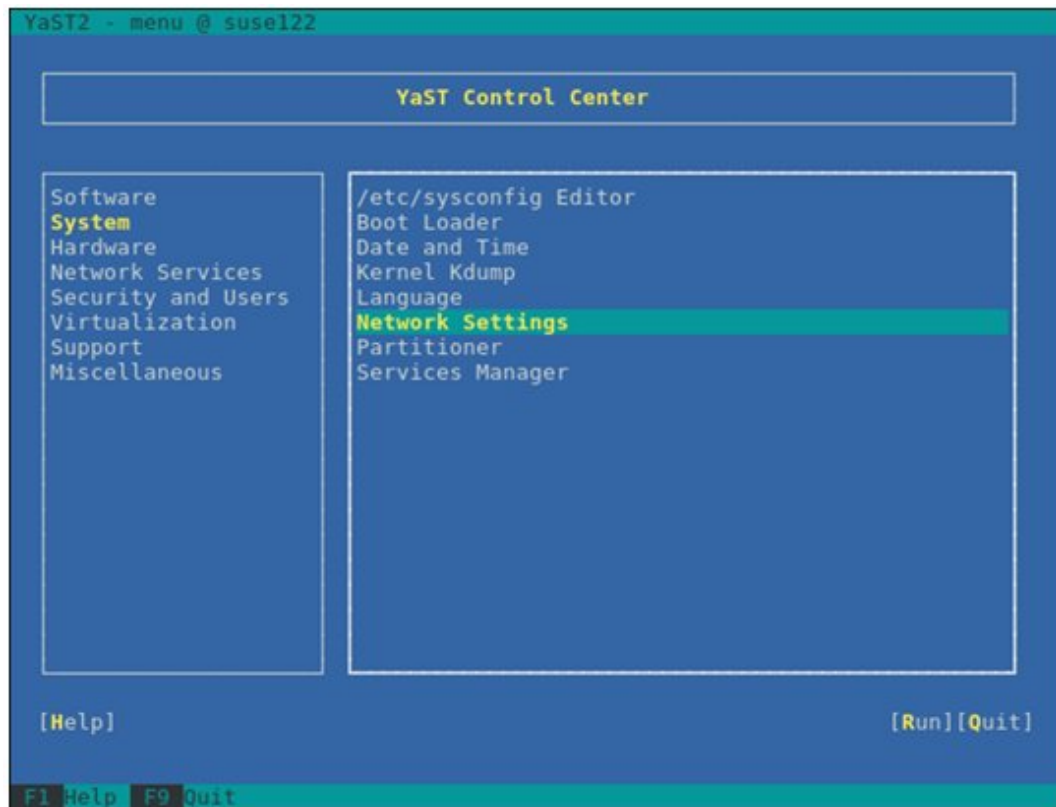 YaST2 - menu @ suse122
YaST Control Center
Software
System
Hardware
Network Services
Security and Users
Virtualization
Support
Miscellaneous
/etc/sysconfig Editor
Boot Loader
Date and Time
Kernel Kdump
Language
Network Settings
Partitioner
Services Manager
[Help] [Run][Quit]
F1 Help F9 Quit